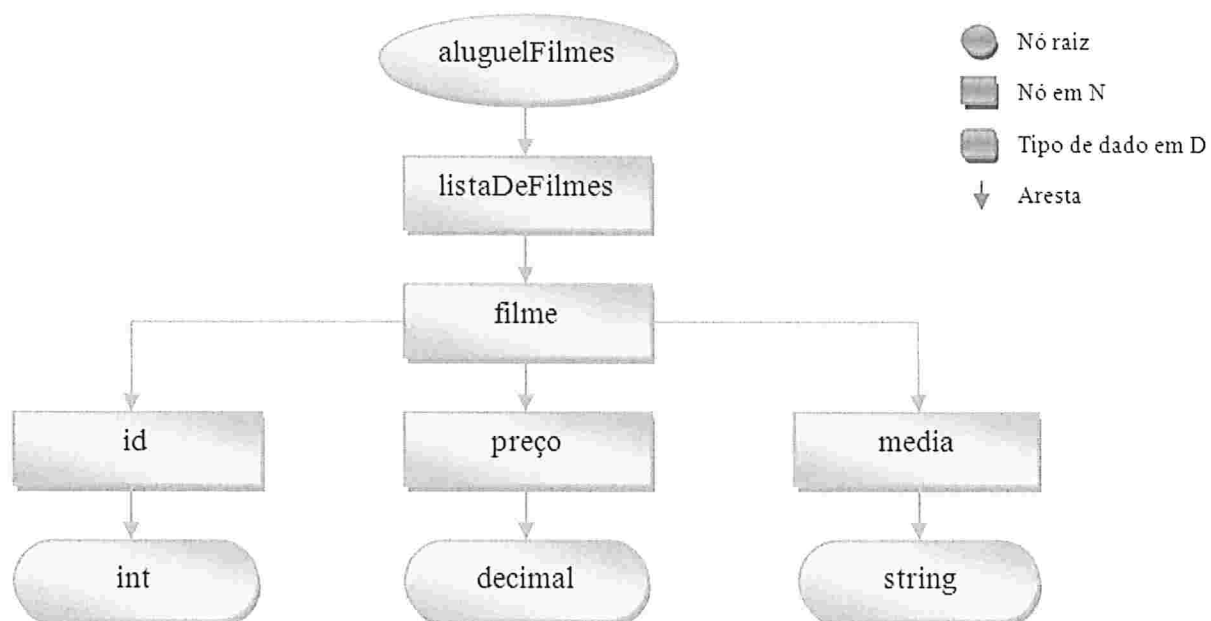 aluguelFilmes
listaDeFilmes
filme
id
preço
media
int
decimal
string
Nó raiz
Nó em N
Tipo de dado em D
Aresta